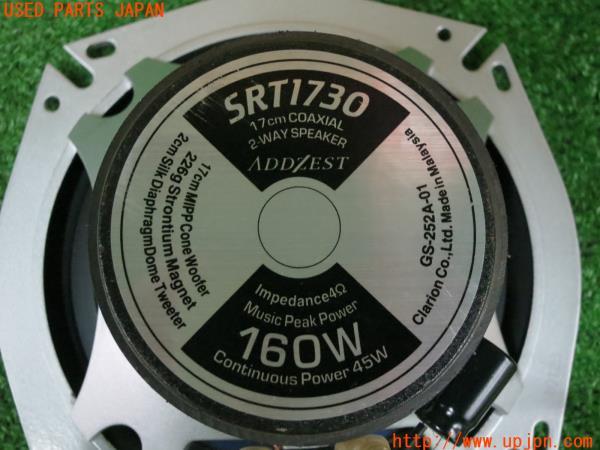 USED PARTS JAPAN
SRT1730
17cm COAXIAL
2-WAY SPEAKER
ADDZEST
17cm MIPP Cone Woofer
226g Strontium Magnet
2cm Silk Diaphragm Dome Tweeter
GS-252A-01
Clarion Co.,Ltd. Made in Malaysia
Impedance4Ω
Music Peak Power
160W
Continuous Power 45W
http://www.upjpn.com/